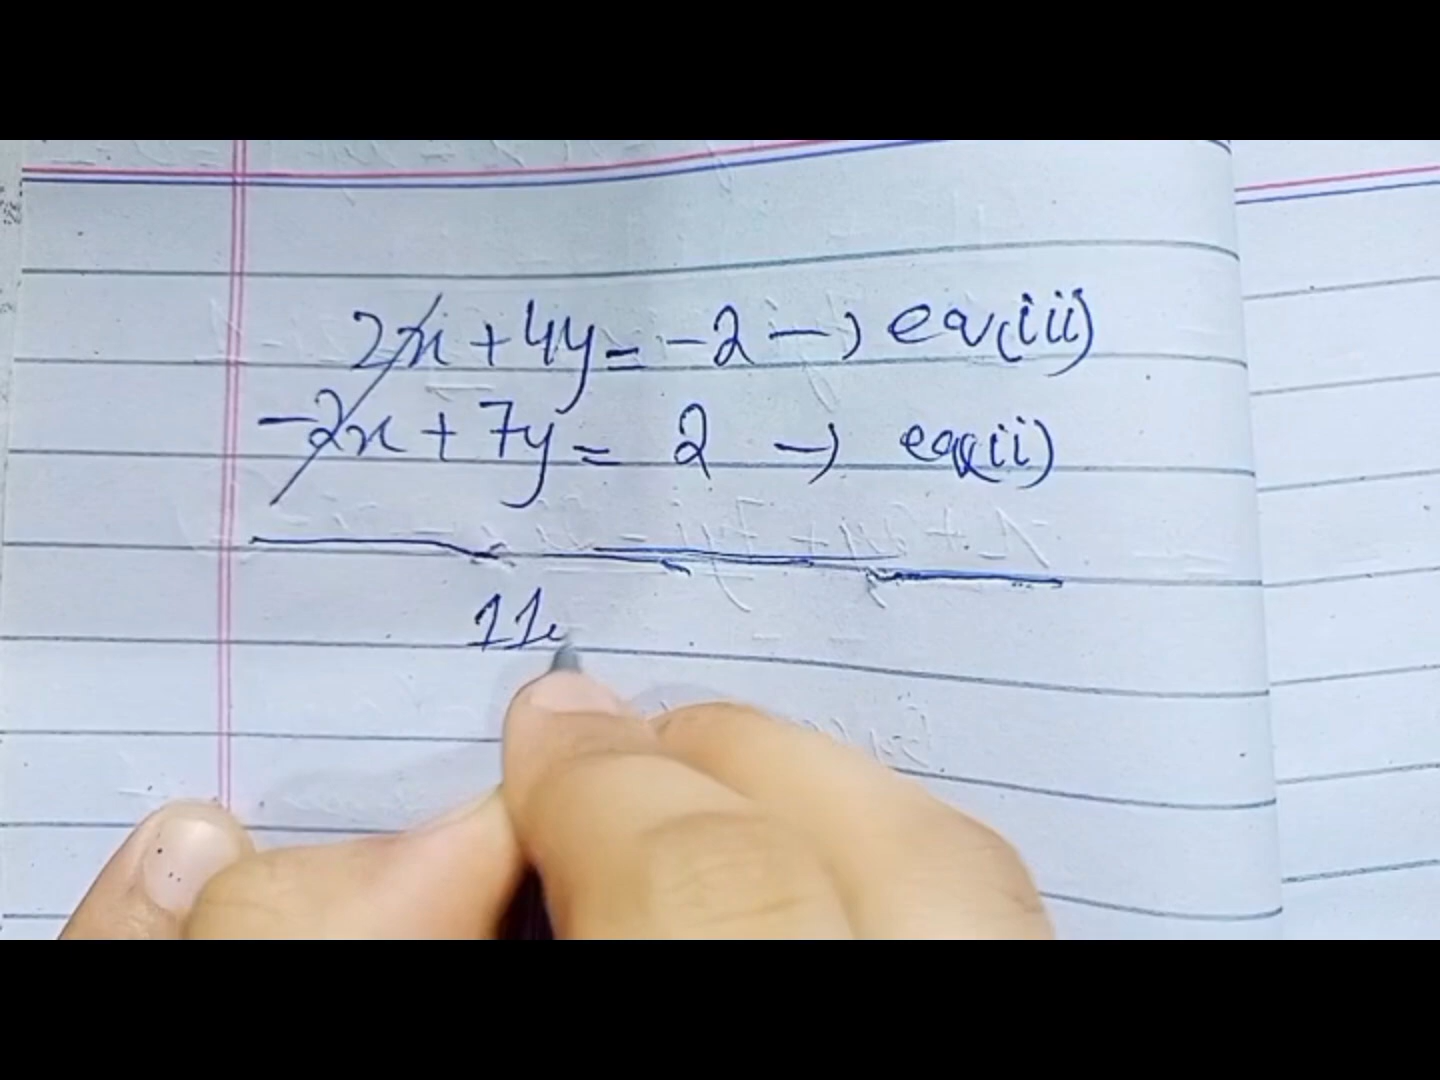 2x + 4y = -2 → eq(iii)
-2x + 7y = 2 → eq(ii)
11